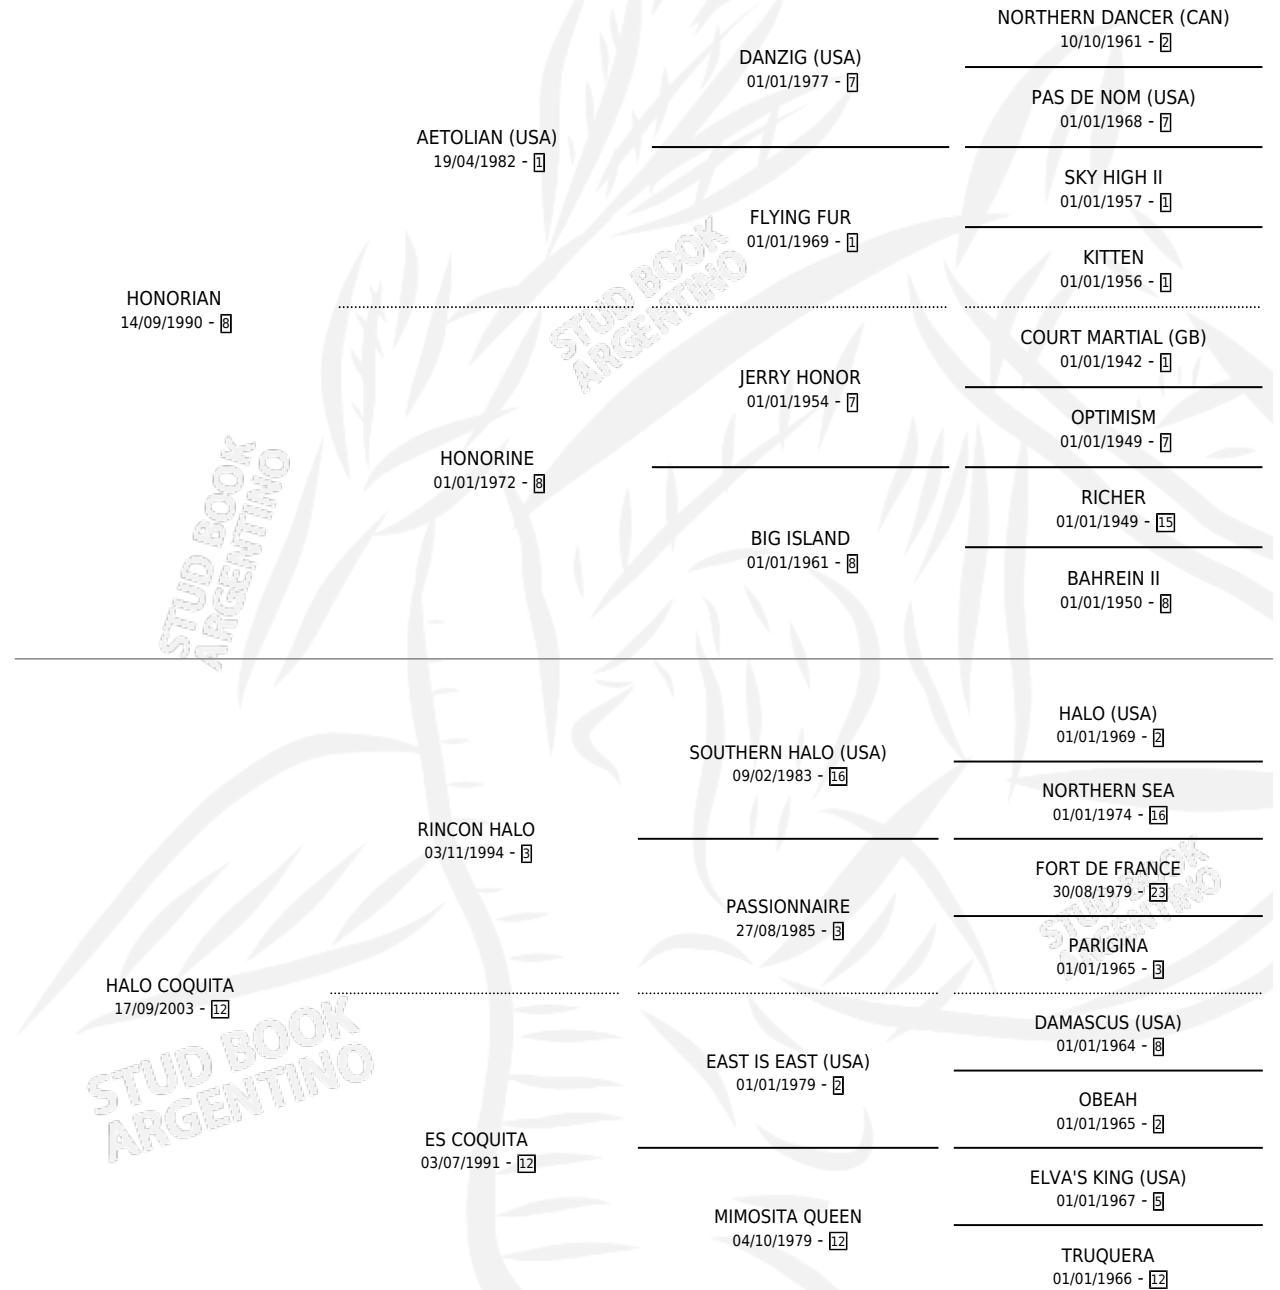 NORTHERN DANCER (CAN)
10/10/1961 - 2
DANZIG (USA)
01/01/1977 - 7
PAS DE NOM (USA)
01/01/1968 - 7
AETOLIAN (USA)
19/04/1982 - 1
SKY HIGH II
01/01/1957 - 1
FLYING FUR
01/01/1969 - 1
KITTEN
01/01/1956 - 1
HONORIAN
14/09/1990 - 8
COURT MARTIAL (GB)
01/01/1942 - 1
JERRY HONOR
01/01/1954 - 7
OPTIMISM
01/01/1949 - 7
HONORINE
01/01/1972 - 8
RICHER
01/01/1949 - 15
BIG ISLAND
01/01/1961 - 8
BAHREIN II
01/01/1950 - 8
HALO (USA)
01/01/1969 - 2
SOUTHERN HALO (USA)
09/02/1983 - 16
NORTHERN SEA
01/01/1974 - 16
RINCON HALO
03/11/1994 - 3
FORT DE FRANCE
30/08/1979 - 23
PASSIONNAIRE
27/08/1985 - 3
PARIGINA
01/01/1965 - 3
HALO COQUITA
17/09/2003 - 12
DAMASCUS (USA)
01/01/1964 - 8
EAST IS EAST (USA)
01/01/1979 - 2
OBEAH
01/01/1965 - 2
ES COQUITA
03/07/1991 - 12
ELVA'S KING (USA)
01/01/1967 - 5
MIMOSITA QUEEN
04/10/1979 - 12
TRUQUERA
01/01/1966 - 12
STUD BOOK
ARGENTINO
STUD BOOK
ARGENTINO
STUD BOOK
ARGENTINO
STUD BOOK
ARGENTINO